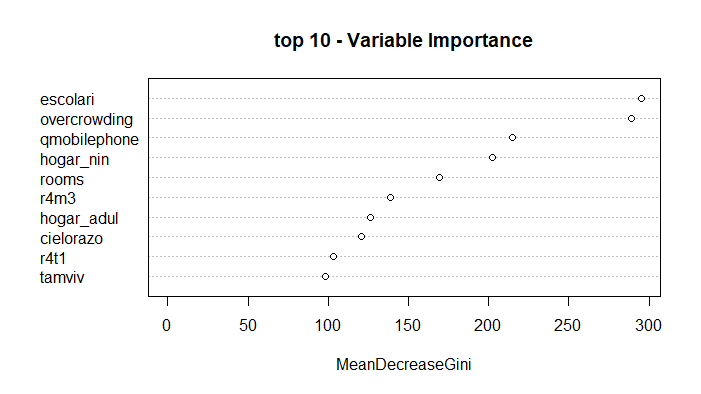 top 10 - Variable Importance
escolari
overcrowding
qmobilephone
hogar_nin
rooms
r4m3
hogar_adul
cielorazo
r4t1
tamviv
0 50 100 150 200 250 300
MeanDecreaseGini